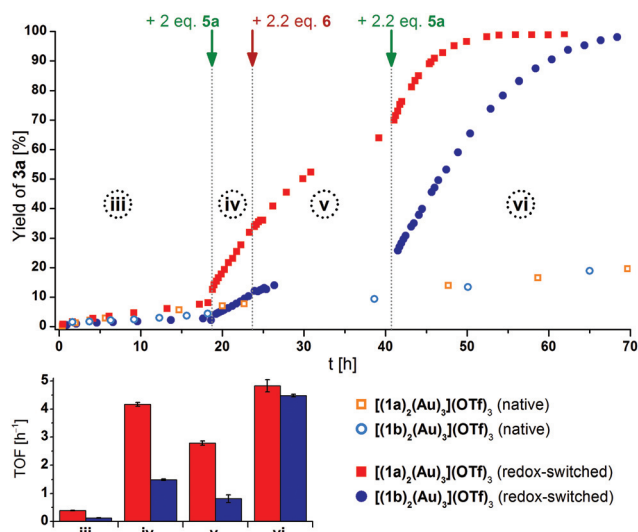 + 2 eq. 5a
+ 2.2 eq. 6
+ 2.2 eq. 5a
Yield of 3a [%]
100
90
80
70
60
50
40
30
20
10
0
iii
iv
v
vi
0
10
20
30
40
50
60
70
t [h]
TOF [h⁻¹]
5
4
3
2
1
0
iii
iv
v
vi
[(1a)₂(Au)₃](OTf)₃ (native)
[(1b)₂(Au)₃](OTf)₃ (native)
[(1a)₂(Au)₃](OTf)₃ (redox-switched)
[(1b)₂(Au)₃](OTf)₃ (redox-switched)